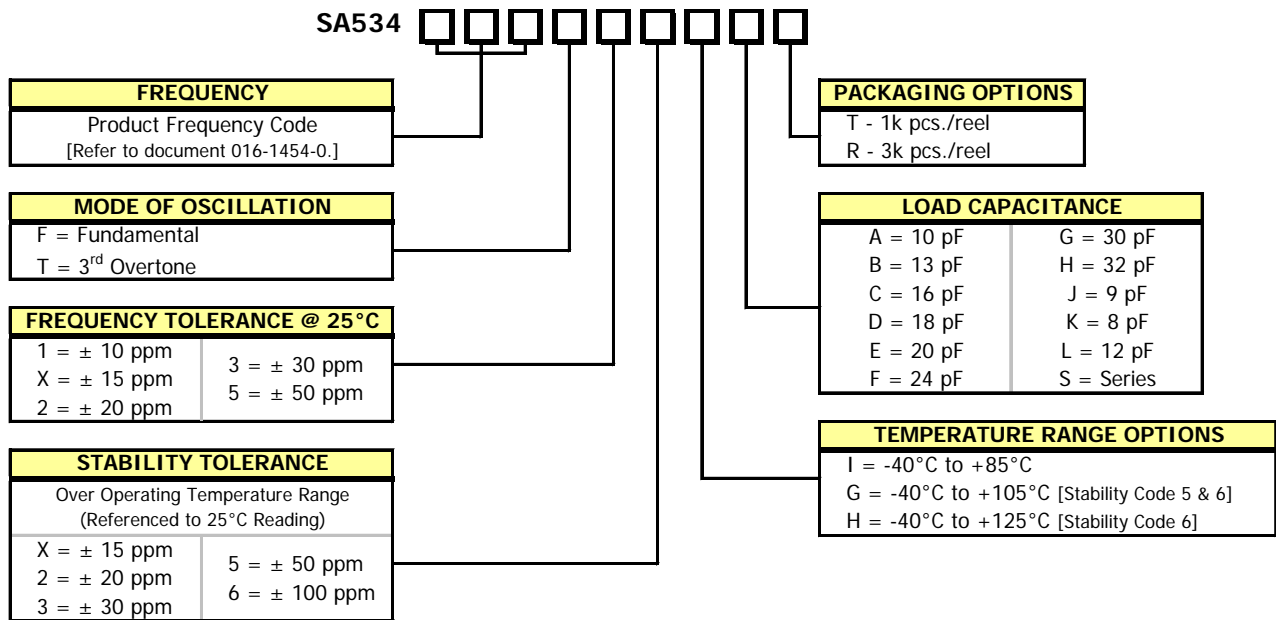 SA534
FREQUENCY
Product Frequency Code
[Refer to document 016-1454-0.]
MODE OF OSCILLATION
F = Fundamental
T = 3rd Overtone
FREQUENCY TOLERANCE @ 25°C
1 = ± 10 ppm
X = ± 15 ppm
2 = ± 20 ppm
3 = ± 30 ppm
5 = ± 50 ppm
STABILITY TOLERANCE
Over Operating Temperature Range
(Referenced to 25°C Reading)
X = ± 15 ppm
2 = ± 20 ppm
3 = ± 30 ppm
5 = ± 50 ppm
6 = ± 100 ppm
PACKAGING OPTIONS
T - 1k pcs./reel
R - 3k pcs./reel
LOAD CAPACITANCE
A = 10 pF
B = 13 pF
C = 16 pF
D = 18 pF
E = 20 pF
F = 24 pF
G = 30 pF
H = 32 pF
J = 9 pF
K = 8 pF
L = 12 pF
S = Series
TEMPERATURE RANGE OPTIONS
I = -40°C to +85°C
G = -40°C to +105°C [Stability Code 5 & 6]
H = -40°C to +125°C [Stability Code 6]